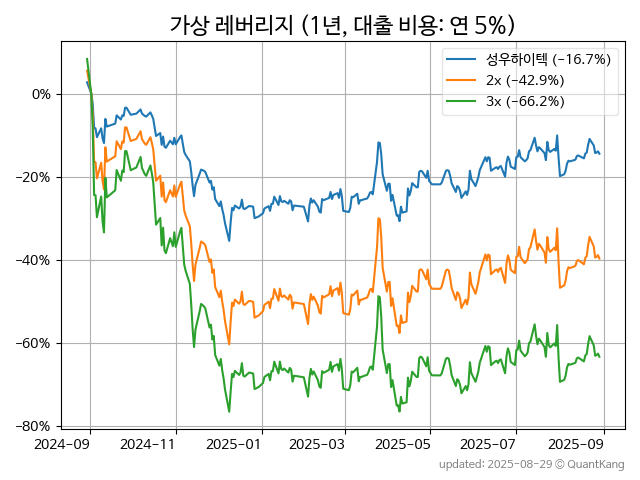 가상 레버리지 (1년, 대출 비용: 연 5%)
성우하이텍 (-16.7%)
2x (-42.9%)
3x (-66.2%)
0%
−20%
−40%
−60%
−80%
2024-09 2024-11 2025-01 2025-03 2025-05 2025-07 2025-09
updated: 2025-08-29 © QuantKang